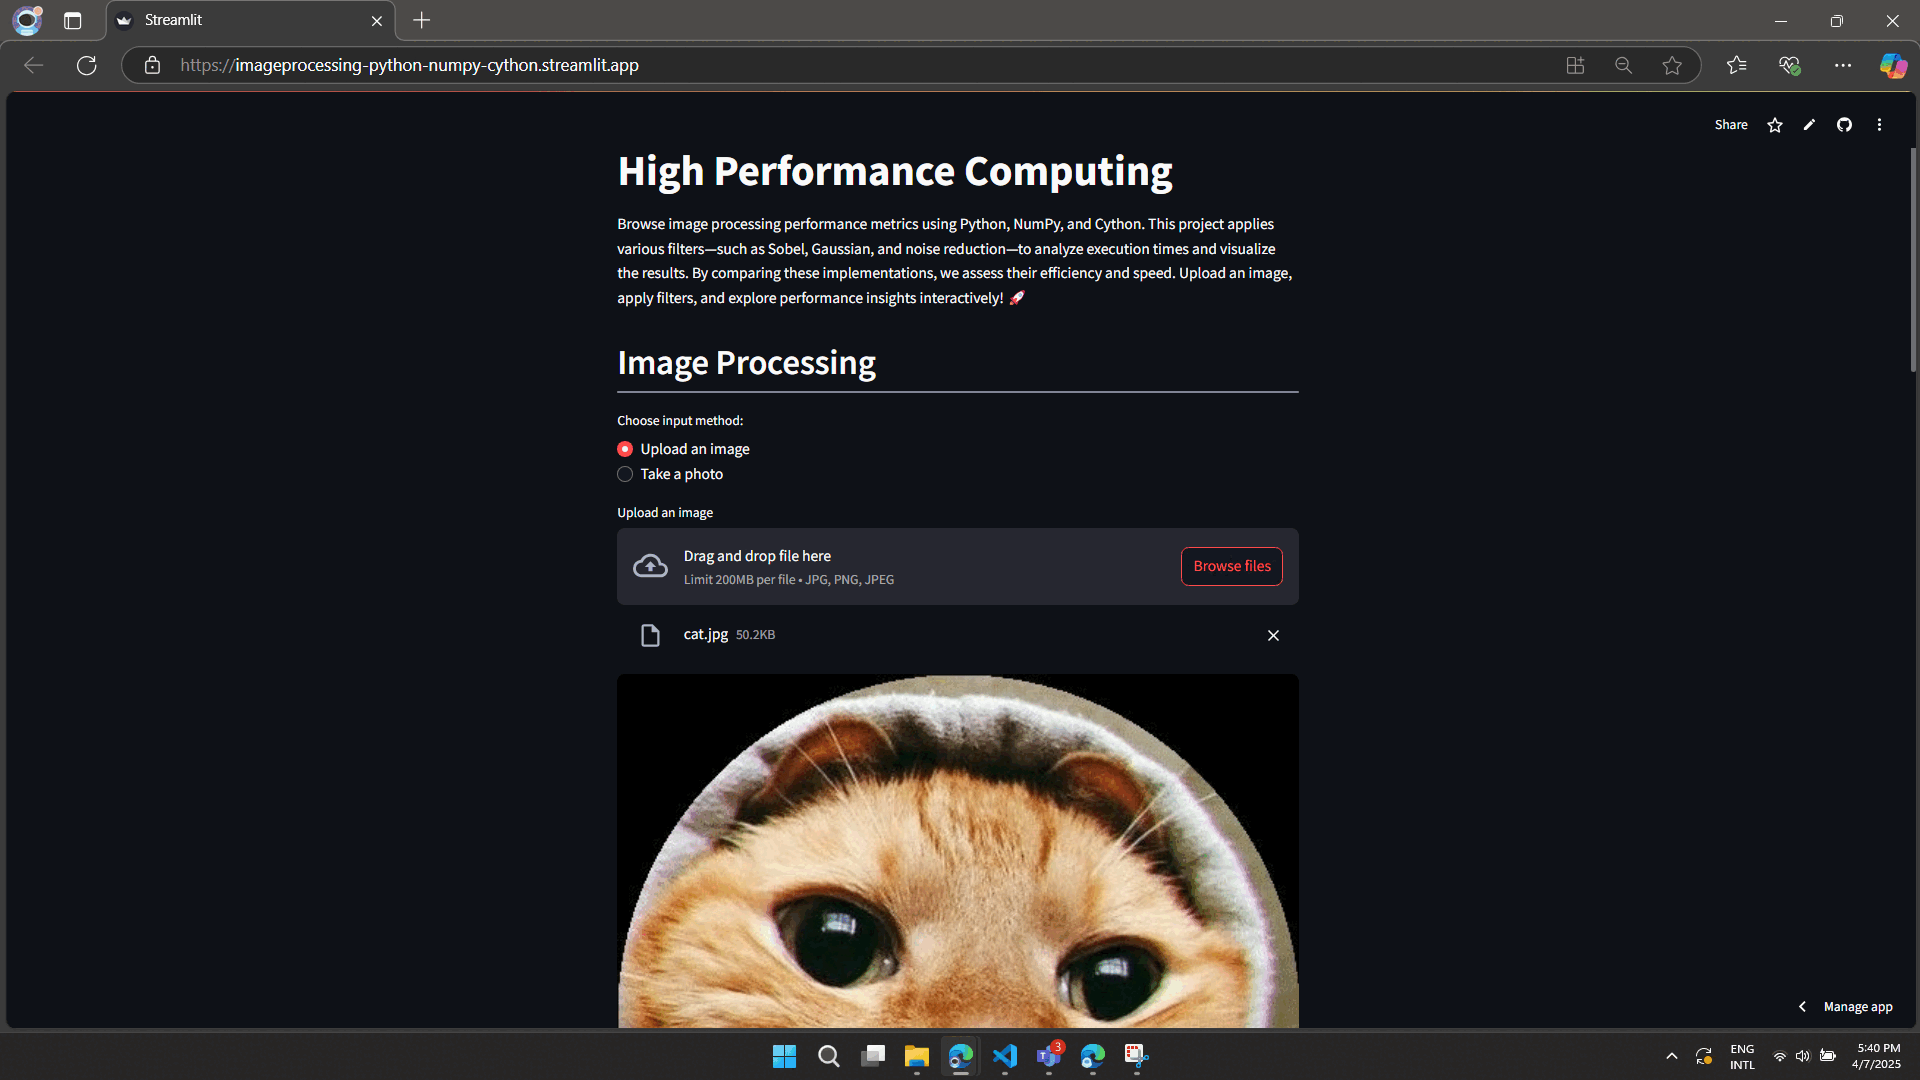 Streamlit
https://imageprocessing-python-numpy-cython.streamlit.app
Share
High Performance Computing
Browse image processing performance metrics using Python, NumPy, and Cython. This project applies
various filters—such as Sobel, Gaussian, and noise reduction—to analyze execution times and visualize
the results. By comparing these implementations, we assess their efficiency and speed. Upload an image,
apply filters, and explore performance insights interactively! 🚀
Image Processing
Choose input method:
Upload an image
Take a photo
Upload an image
Drag and drop file here
Limit 200MB per file • JPG, PNG, JPEG
Browse files
cat.jpg 50.2KB
Manage app
3
ENG
INTL
5:40 PM
4/7/2025